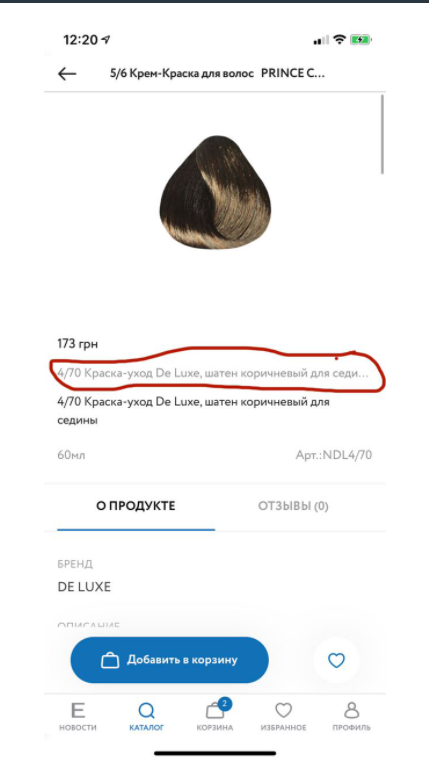 12:20
5/6 Крем-Краска для волос PRINCE C...
173 грн
4/70 Краска-уход De Luxe, шатен коричневый для седи...
4/70 Краска-уход De Luxe, шатен коричневый для
седины
60мл Арт.:NDL4/70
О ПРОДУКТЕ ОТЗЫВЫ (0)
БРЕНД
DE LUXE
ОПИСАНИЕ
Добавить в корзину
2
НОВОСТИ КАТАЛОГ КОРЗИНА ИЗБРАННОЕ ПРОФИЛЬ